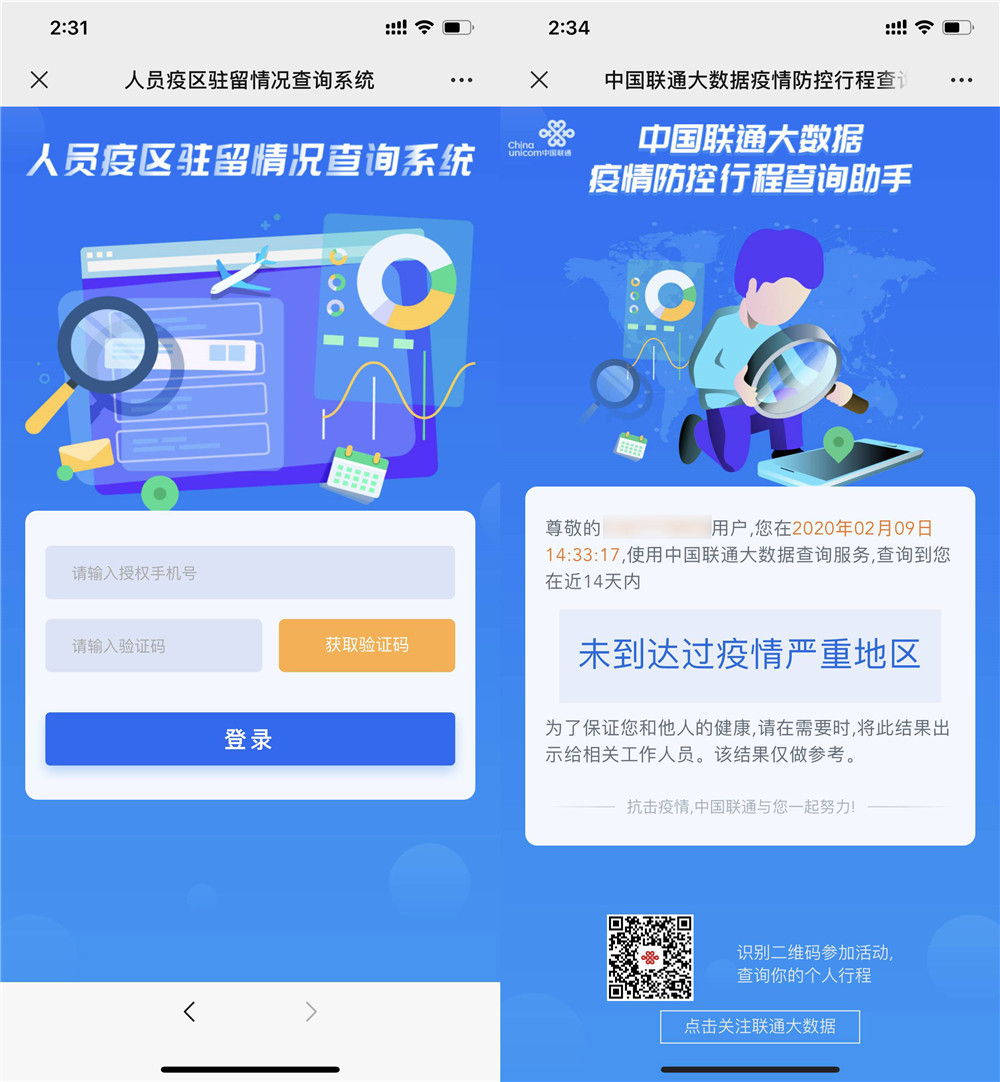 2:31
人员疫区驻留情况查询系统
人员疫区驻留情况查询系统
请输入授权手机号
请输入验证码
获取验证码
登录
2:34
中国联通大数据疫情防控行程查
China
unicom中国联通
中国联通大数据
疫情防控行程查询助手
尊敬的 用户,您在2020年02月09日
14:33:17,使用中国联通大数据查询服务,查询到您
在近14天内
未到达过疫情严重地区
为了保证您和他人的健康,请在需要时,将此结果出
示给相关工作人员。该结果仅做参考。
抗击疫情,中国联通与您一起努力!
识别二维码参加活动,
查询你的个人行程
点击关注联通大数据